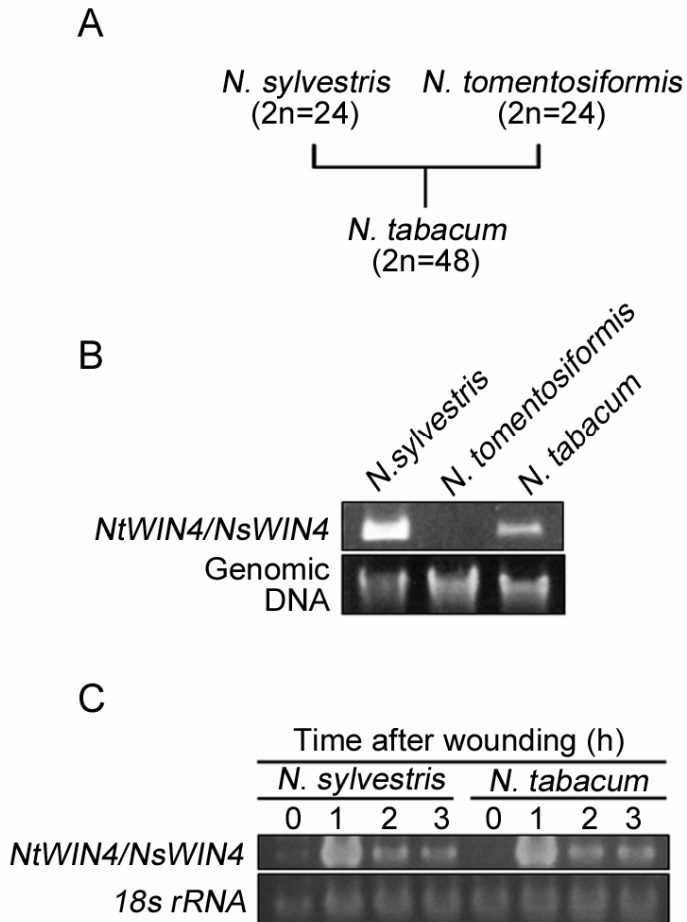 A
N. sylvestris N. tomentosiformis
(2n=24) (2n=24)
N. tabacum
(2n=48)
B
N.sylvestris N. tomentosiformis N. tabacum
NtWIN4/NsWIN4
Genomic
DNA
C
Time after wounding (h)
N. sylvestris N. tabacum
0 1 2 3 0 1 2 3
NtWIN4/NsWIN4
18s rRNA